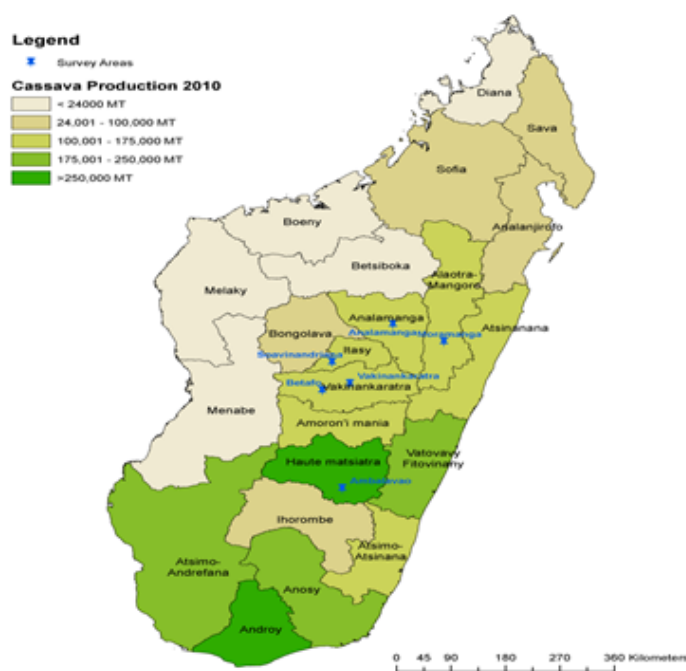 Legend
Survey Areas
Cassava Production 2010
< 24000 MT
24,001 - 100,000 MT
100,001 - 175,000 MT
175,001 - 250,000 MT
>250,000 MT
Diana
Sava
Sofia
Analanjirofo
Boeny
Betsiboka
Alaotra-
Mangoro
Melaky
Analamanga
Atsinanana
Bongolava
Analamanga
Moramanga
Itasy
Soavinandriana
Vakinankaratra
Betafo
Vakinankaratra
Menabe
Amoron'i mania
Haute matsiatra
Vatovavy
Fitovinany
Ambalavao
Ihorombe
Atsimo-
Atsinana
Atsimo-
Andrefana
Anosy
Androy
0 45 90 180 270 360 Kilometers